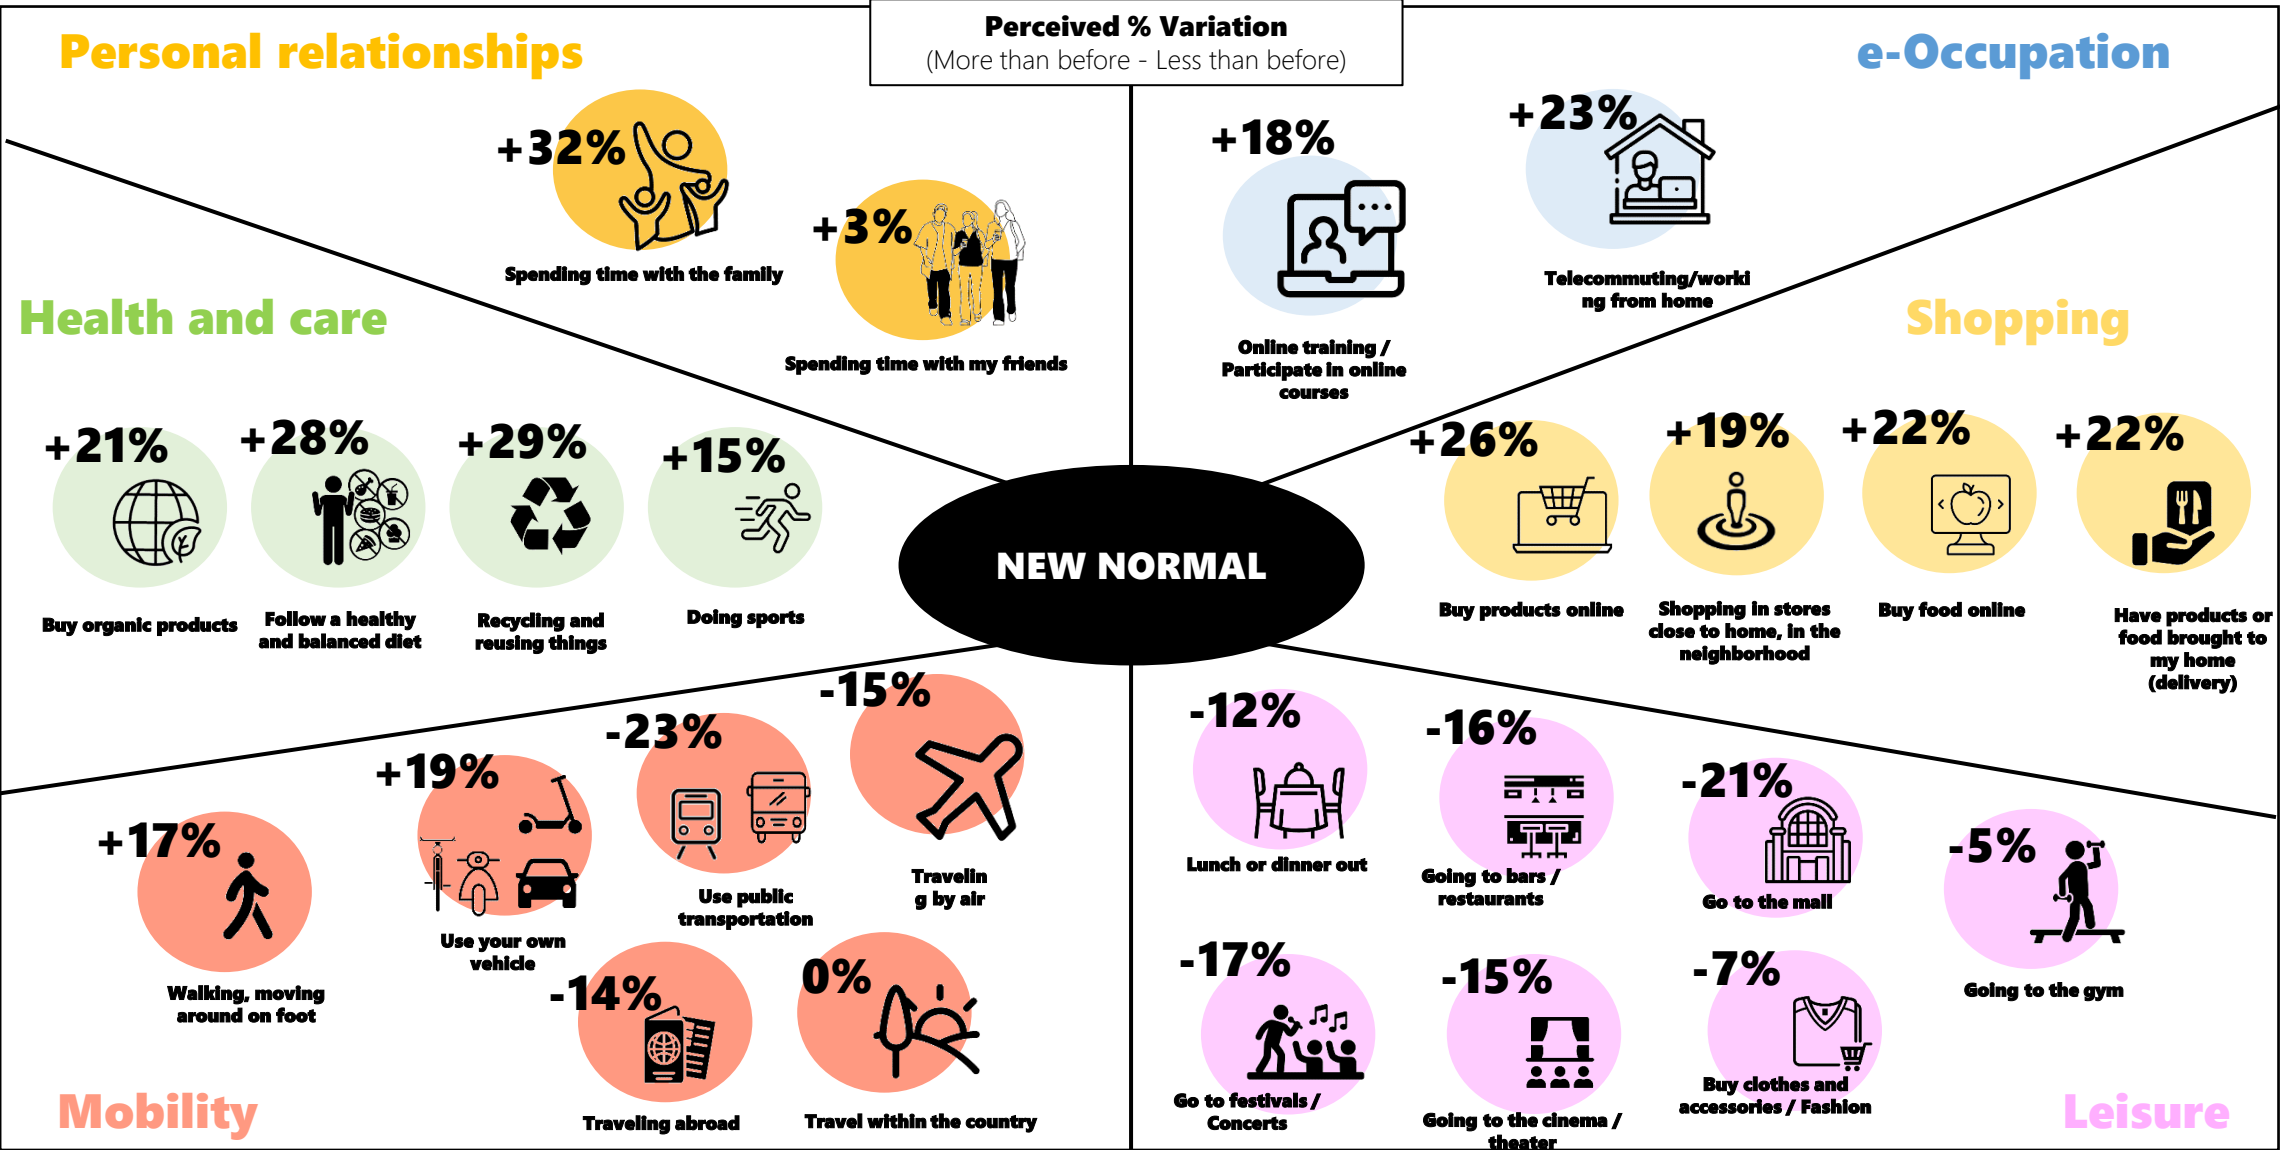 Perceived % Variation
(More than before - Less than before)
Personal relationships
+32%
Spending time with the family
+3%
Spending time with my friends
e-Occupation
+18%
Online training /
Participate in online
courses
+23%
Telecommuting/worki
ng from home
Health and care
+21%
Buy organic products
+28%
Follow a healthy
and balanced diet
+29%
Recycling and
reusing things
+15%
Doing sports
NEW NORMAL
Shopping
+26%
Buy products online
+19%
Shopping in stores
close to home, in the
neighborhood
+22%
Buy food online
+22%
Have products or
food brought to
my home
(delivery)
+17%
Walking, moving
around on foot
+19%
Use your own
vehicle
-23%
Use public
transportation
-15%
Travelin
g by air
-14%
Traveling abroad
0%
Travel within the country
Mobility
-12%
Lunch or dinner out
-16%
Going to bars /
restaurants
-21%
Go to the mall
-5%
Going to the gym
-17%
Go to festivals /
Concerts
-15%
Going to the cinema /
theater
-7%
Buy clothes and
accessories / Fashion
Leisure